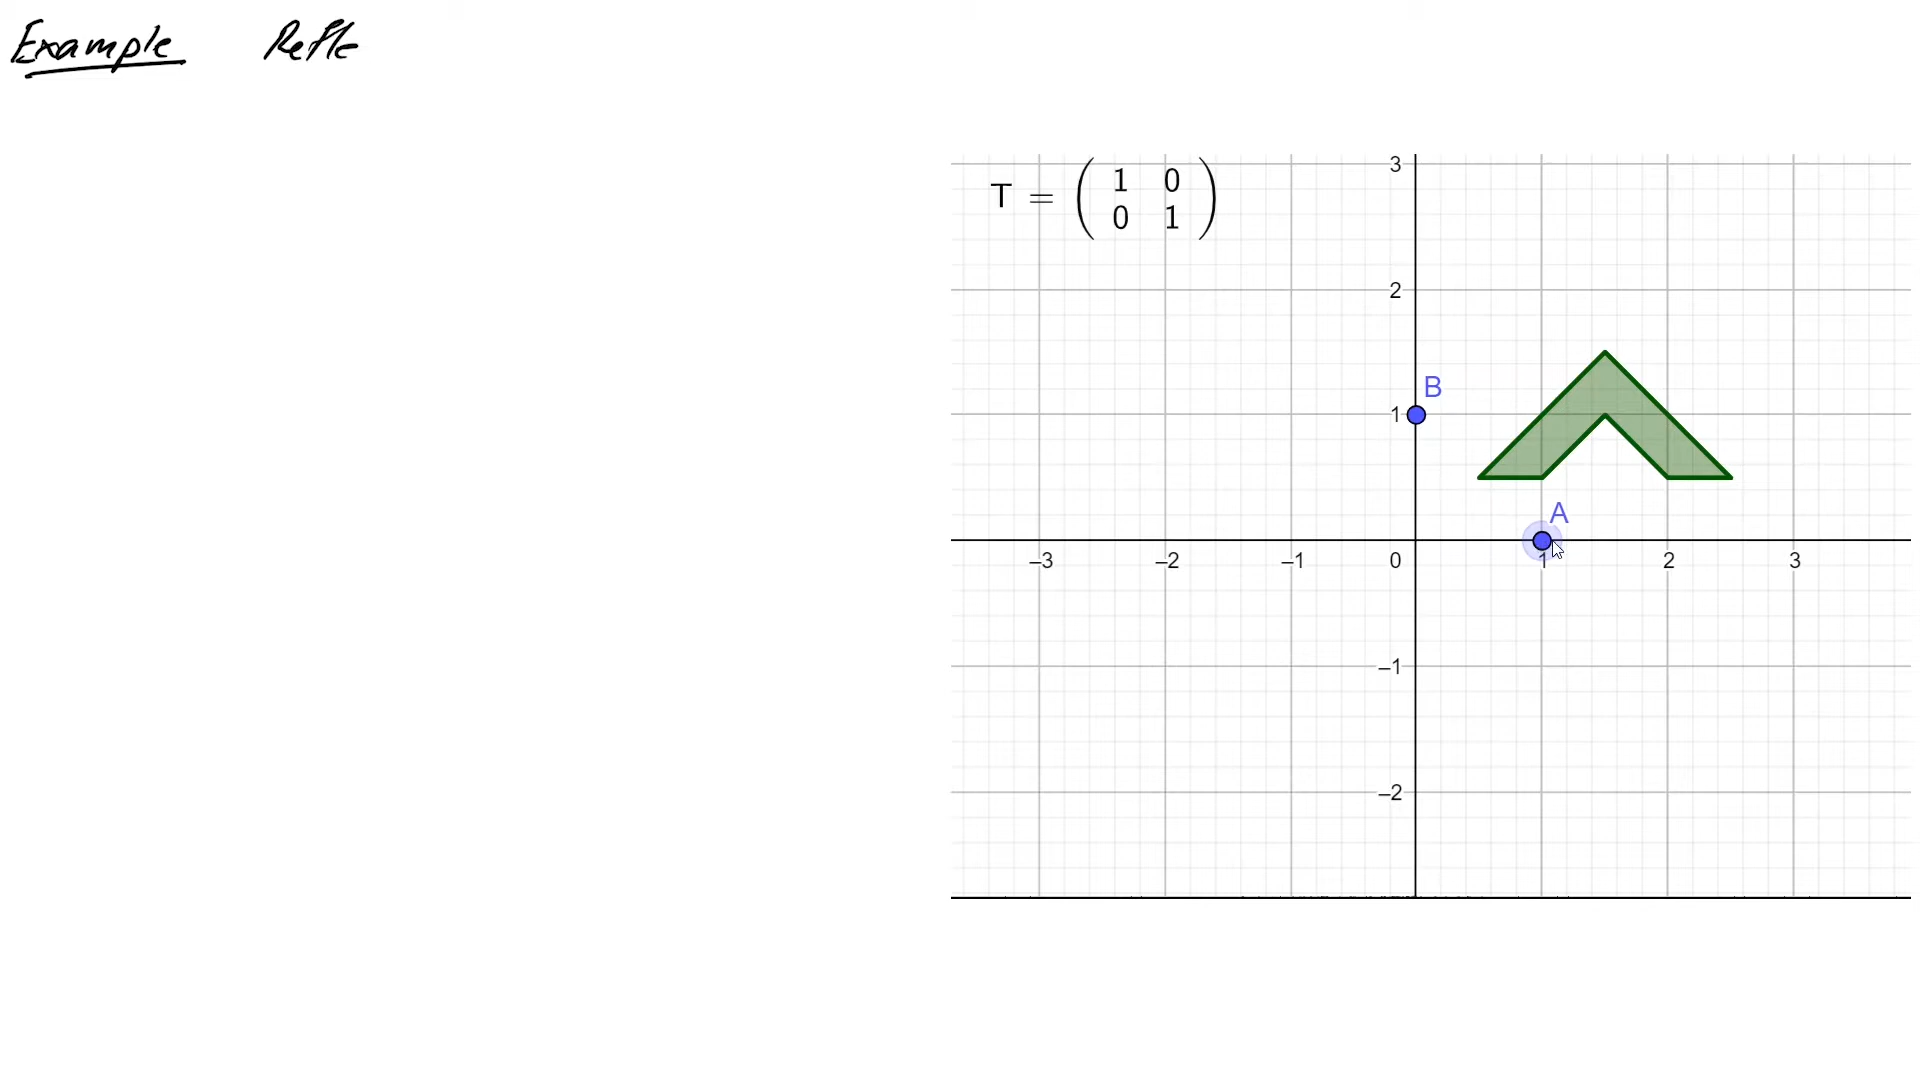 Example Refle
T = ( 1 0
0 1 )
3
2
B
1
A
–3 –2 –1 0 1 2 3
–1
–2